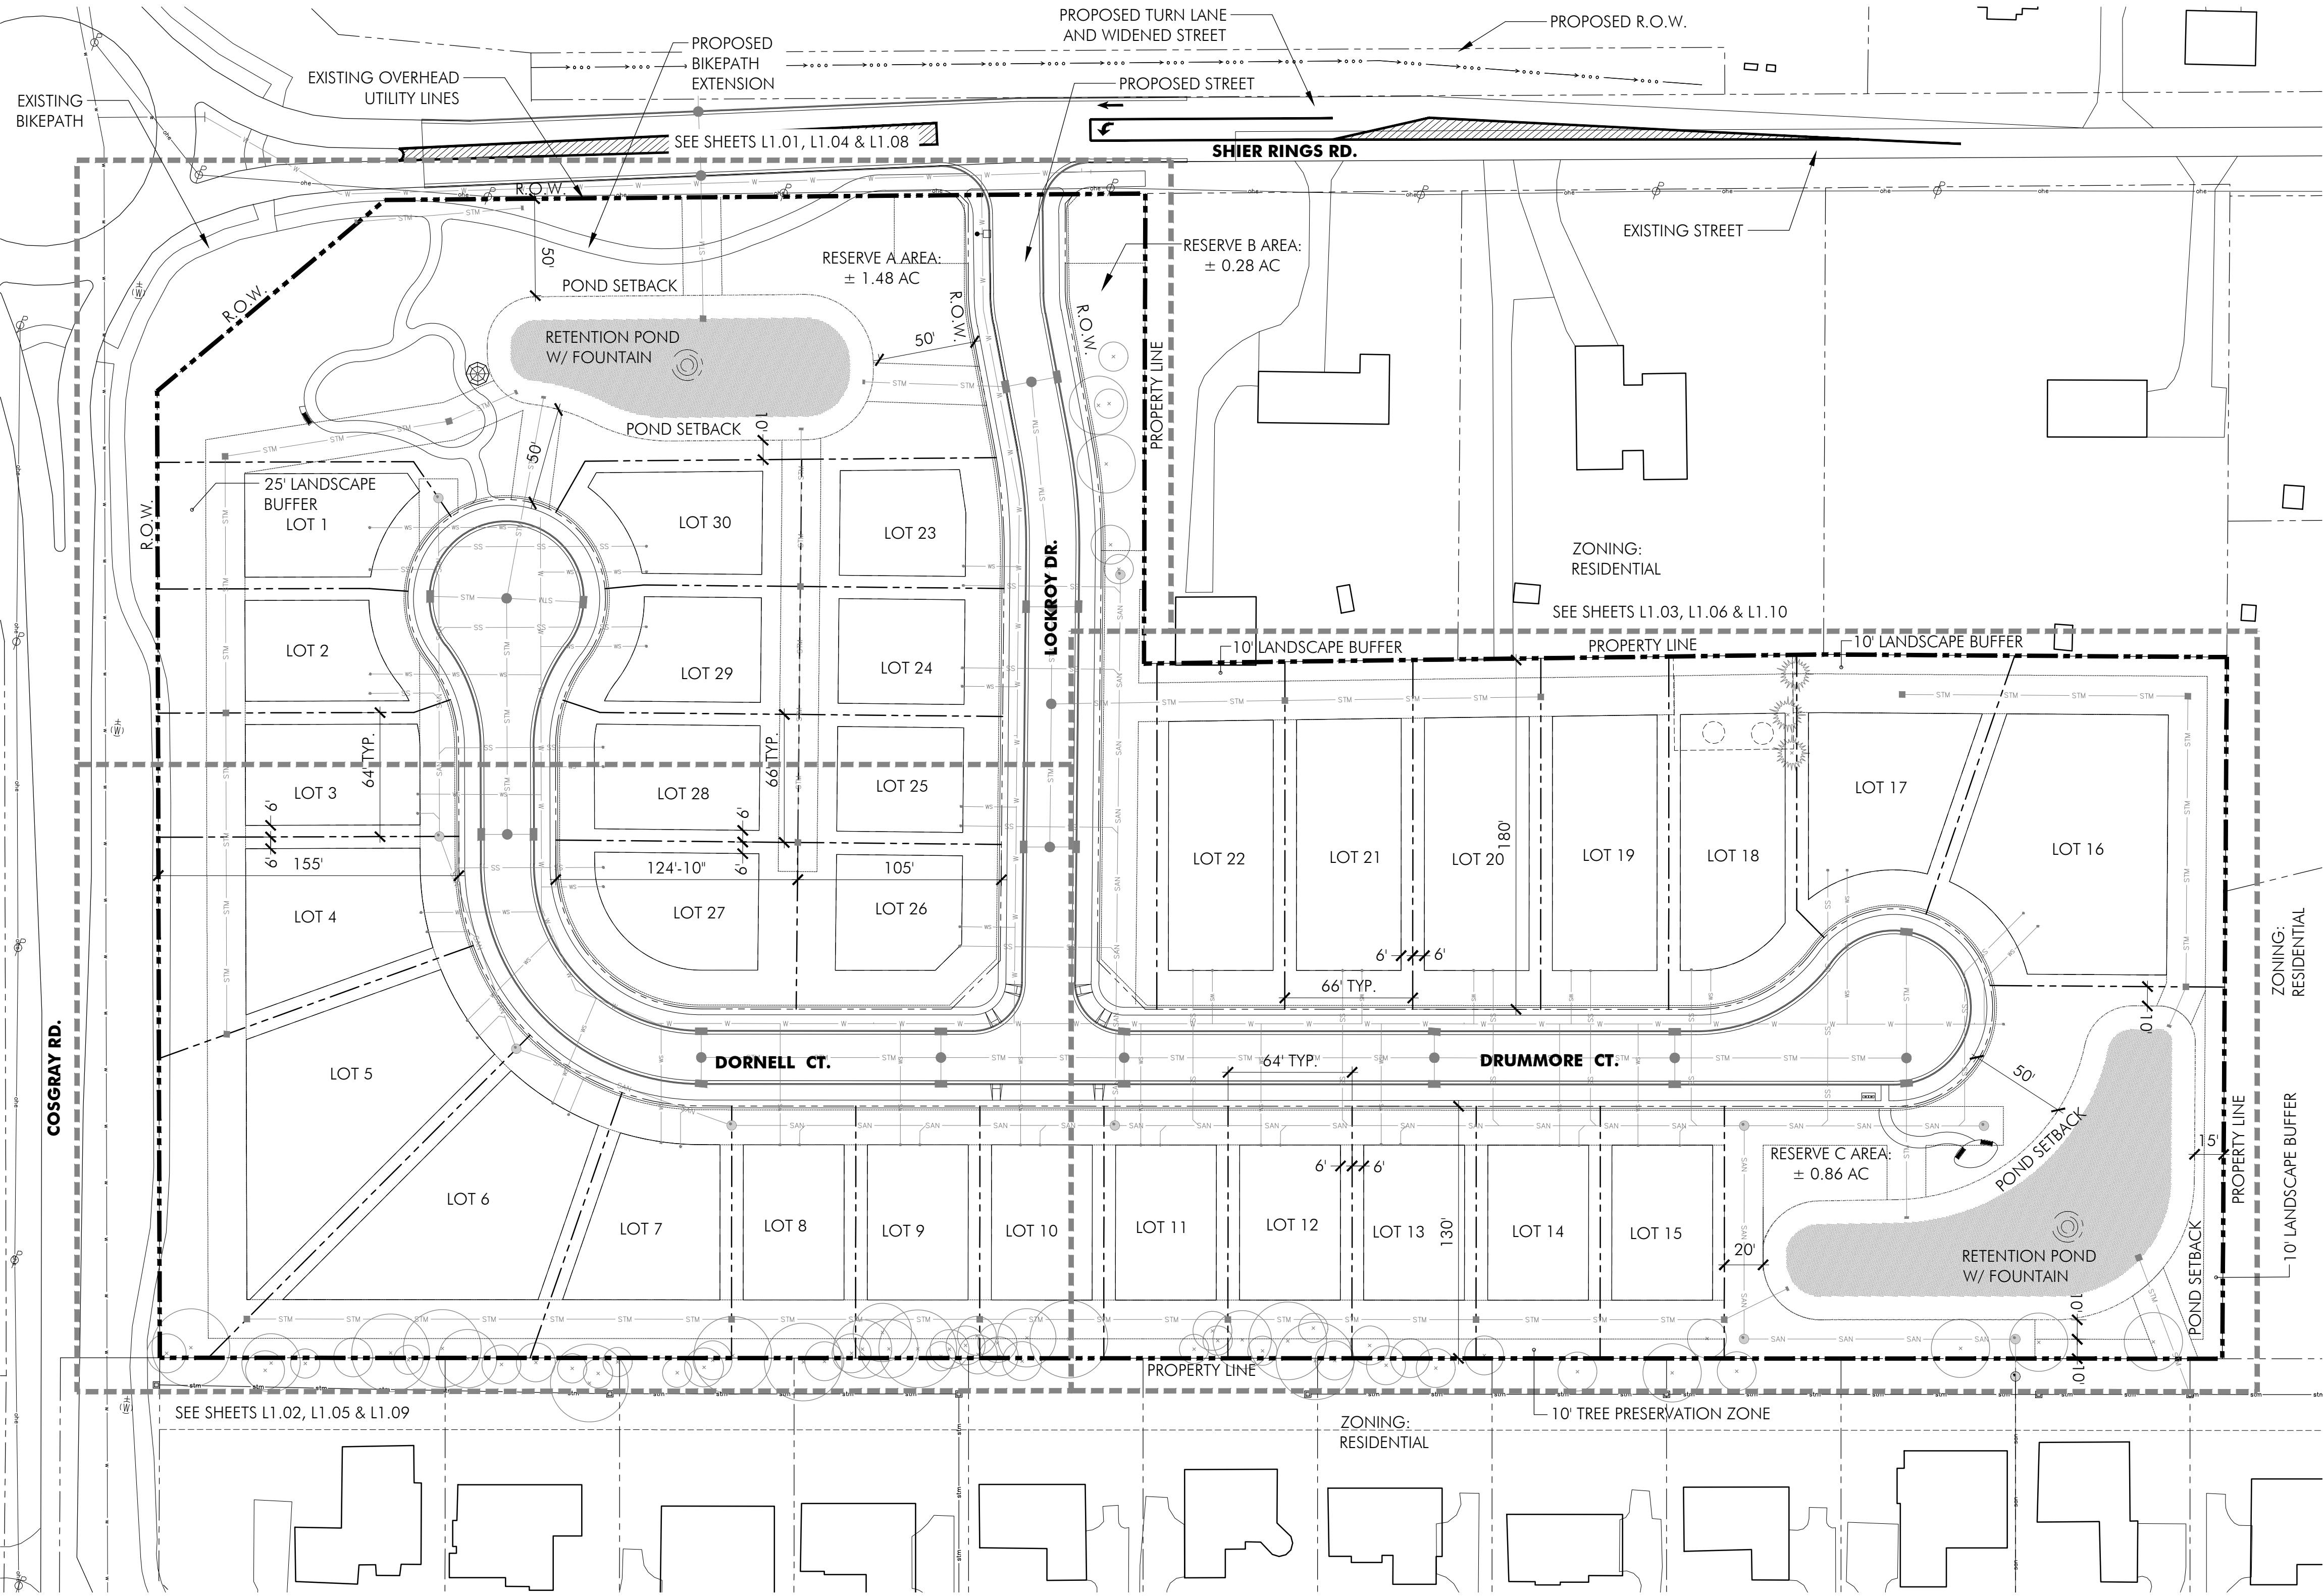 PROPOSED TURN LANE
AND WIDENED STREET
PROPOSED R.O.W.
PROPOSED
BIKEPATH
EXTENSION
EXISTING OVERHEAD
UTILITY LINES
PROPOSED STREET
EXISTING
BIKEPATH
SEE SHEETS L1.01, L1.04 & L1.08
SHIER RINGS RD.
R.O.W.
EXISTING STREET
RESERVE A AREA:
± 1.48 AC
RESERVE B AREA:
± 0.28 AC
50'
POND SETBACK
R.O.W.
R.O.W.
R.O.W.
RETENTION POND
W/ FOUNTAIN
50'
PROPERTY LINE
POND SETBACK
10'
50'
25' LANDSCAPE
BUFFER
R.O.W.
LOT 1
LOT 30
LOT 23
LOCKROY DR.
ZONING:
RESIDENTIAL
SEE SHEETS L1.03, L1.06 & L1.10
LOT 2
LOT 29
LOT 24
10' LANDSCAPE BUFFER
PROPERTY LINE
10' LANDSCAPE BUFFER
64' TYP.
66' TYP.
LOT 3
LOT 28
LOT 25
LOT 17
6'
6'
6'
6'
155'
124'-10"
105'
LOT 22
LOT 21
LOT 20
180'
LOT 19
LOT 18
LOT 16
LOT 4
LOT 27
LOT 26
6'
6'
66' TYP.
ZONING:
RESIDENTIAL
10'
COSGRAY RD.
DORNELL CT.
64' TYP.
DRUMMORE CT.
LOT 5
50'
POND SETBACK
15'
PROPERTY LINE
10' LANDSCAPE BUFFER
6'
6'
RESERVE C AREA:
± 0.86 AC
LOT 6
LOT 7
LOT 8
LOT 9
LOT 10
LOT 11
LOT 12
LOT 13
130'
LOT 14
LOT 15
20'
RETENTION POND
W/ FOUNTAIN
POND SETBACK
10'
10'
PROPERTY LINE
SEE SHEETS L1.02, L1.05 & L1.09
10' TREE PRESERVATION ZONE
ZONING:
RESIDENTIAL